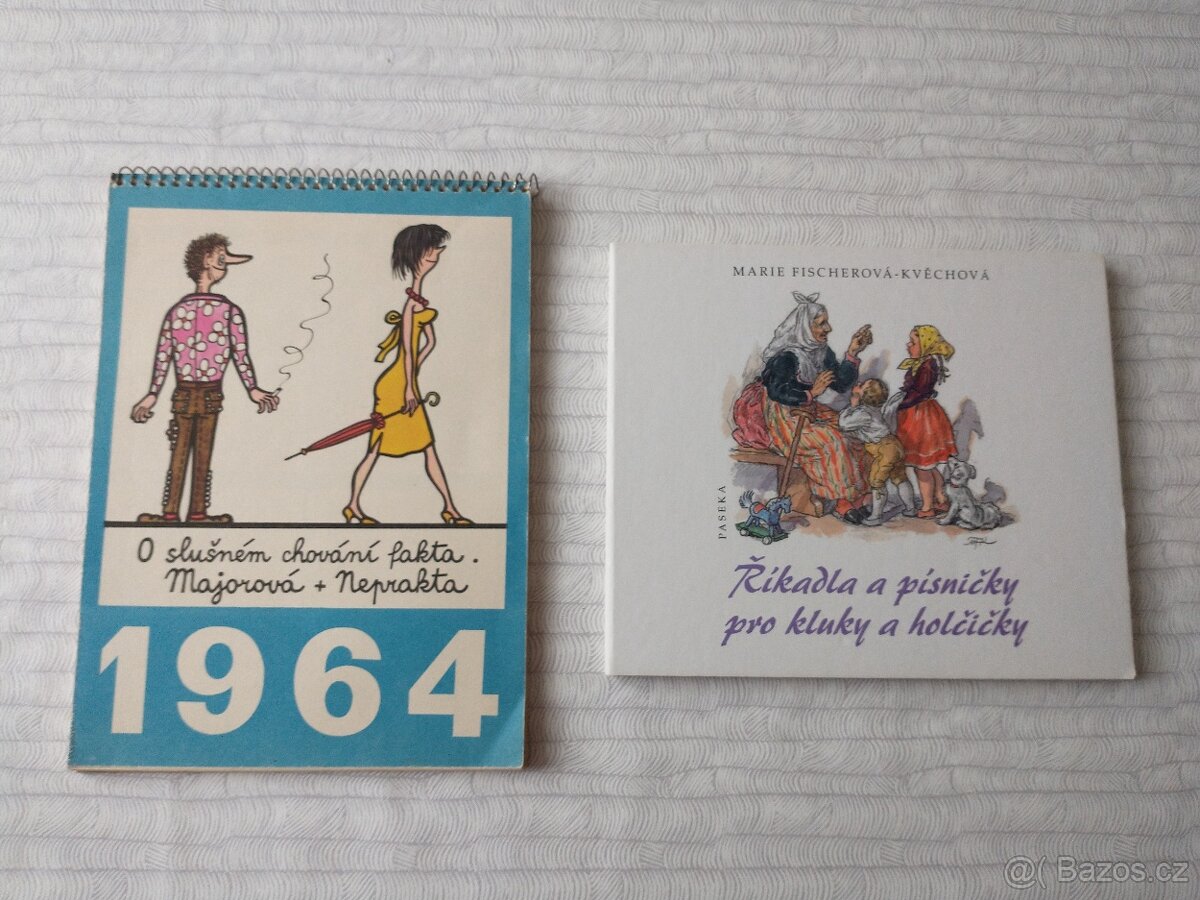 O slušném chování fakta.
Majorová + Neprakta
1964
MARIE FISCHEROVÁ-KVĚCHOVÁ
PASEKA
Říkadla a písničky
pro kluky a holčičky
@( Bazos.cz